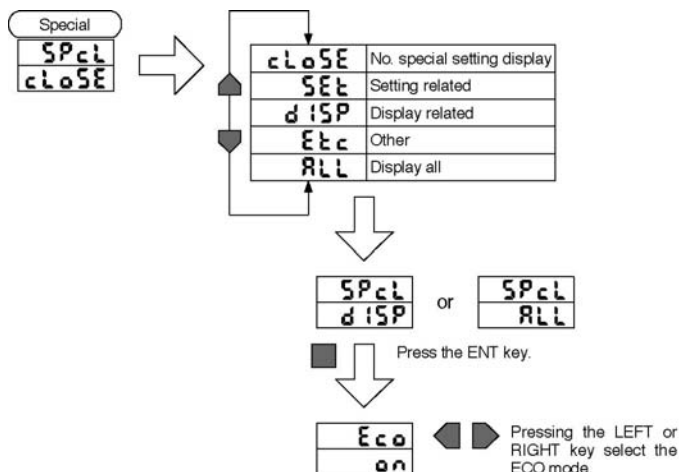 Special
SPcL
cLoSE
cLoSE No. special setting display
SEt Setting related
dISP Display related
Etc Other
ALL Display all
SPcL or SPcL
dISP ALL
Press the ENT key.
Eco
on
Pressing the LEFT or
RIGHT key select the
ECO mode